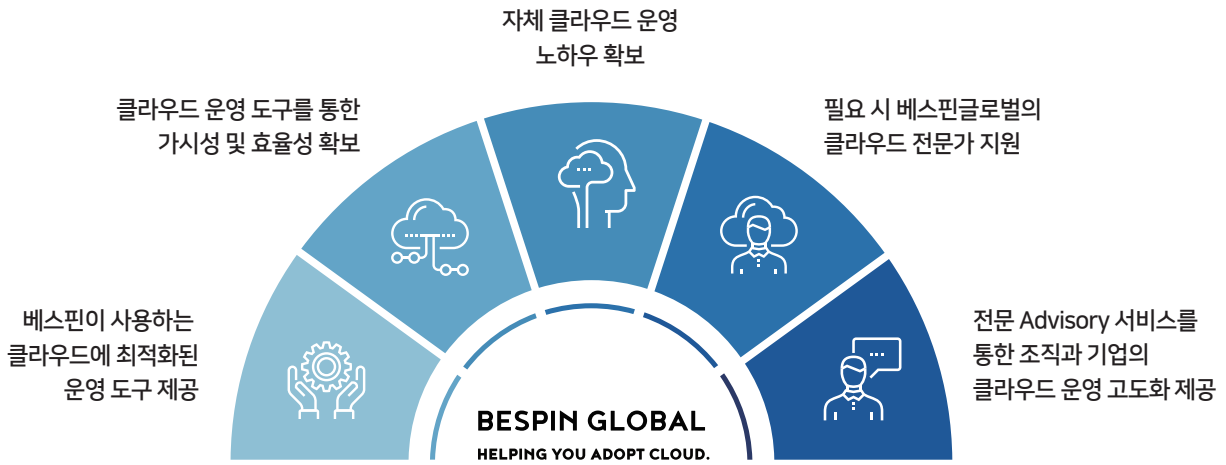 자체 클라우드 운영
노하우 확보
클라우드 운영 도구를 통한
가시성 및 효율성 확보
필요 시 베스핀글로벌의
클라우드 전문가 지원
베스핀이 사용하는
클라우드에 최적화된
운영 도구 제공
전문 Advisory 서비스를
통한 조직과 기업의
클라우드 운영 고도화 제공
BESPIN GLOBAL
HELPING YOU ADOPT CLOUD.